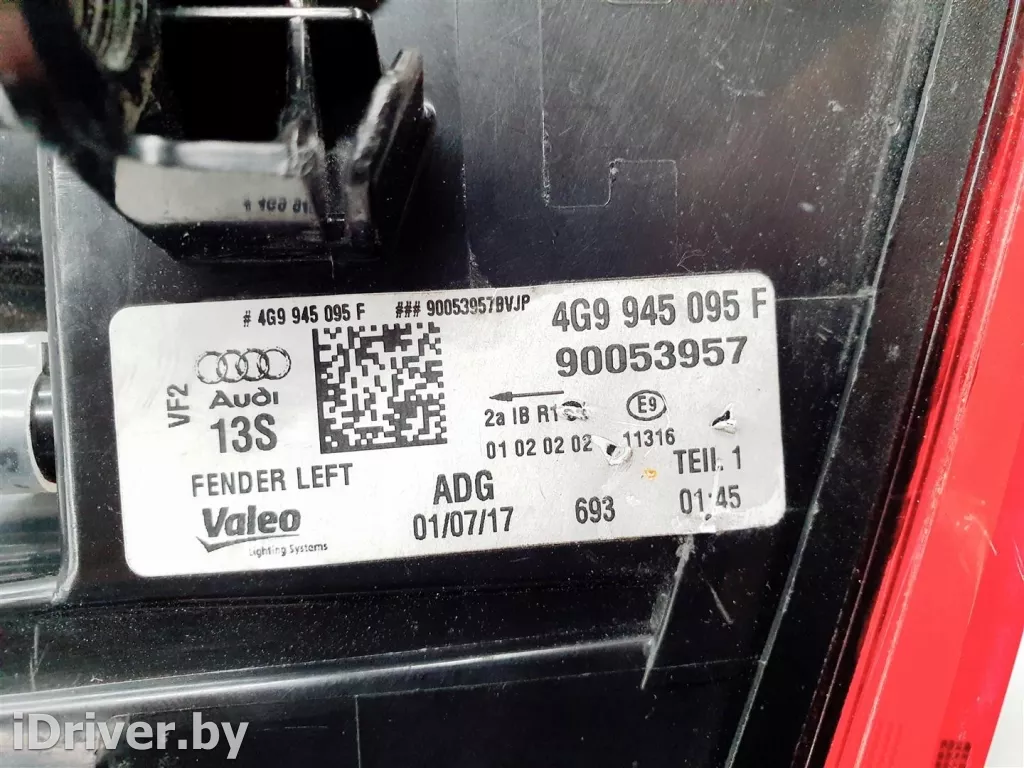 # 4G9 945 095 F ### 90053957BVJP 4G9 945 095 F
90053957
VF2
Audi
13S
2a IB R1
E9
01 02 02 02 11316
FENDER LEFT
ADG
TEIL 1
Valeo
Lighting Systems
01/07/17
693
01:45
iDriver.by